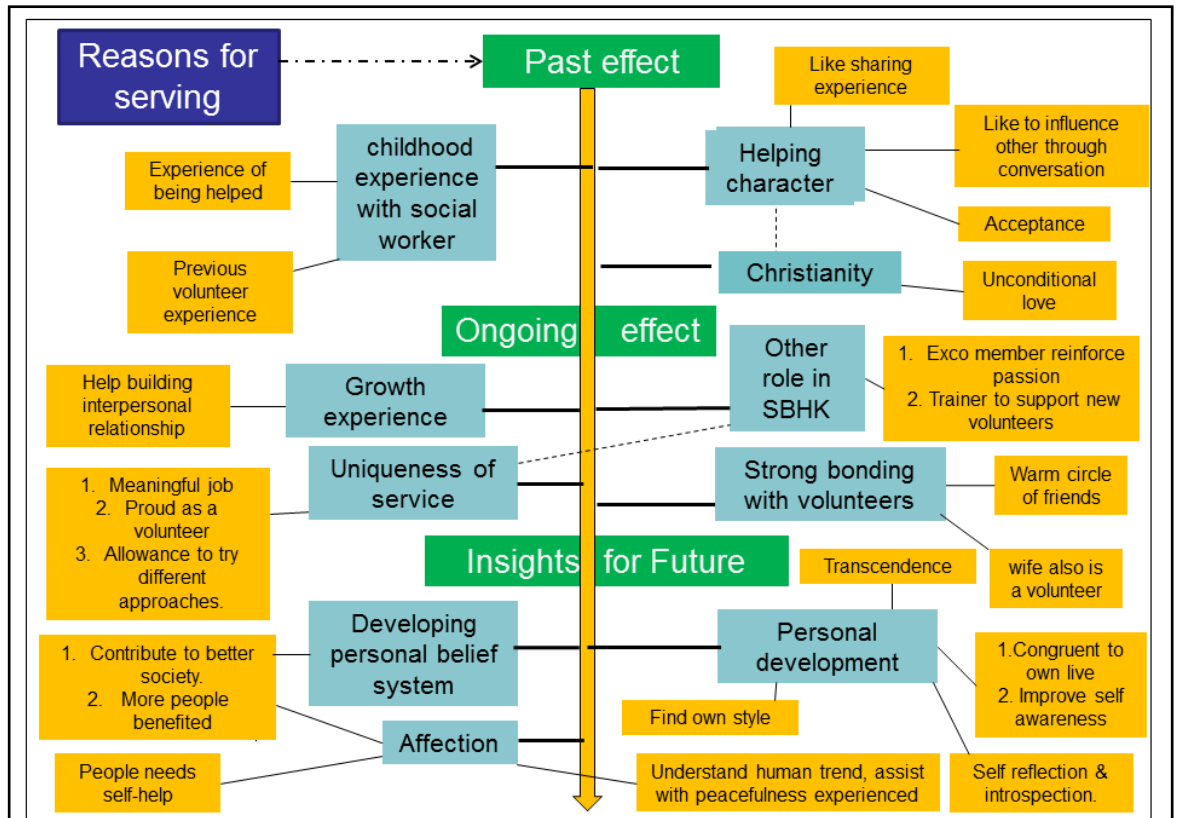 Reasons for
serving
Past effect
Like sharing
experience
childhood
experience
with social
worker
Experience
of being helped
Previous
volunteer
experience
Helping
character
Like to influence
other through
conversation
Acceptance
Christianity
Unconditional
love
Ongoing effect
Growth
experience
Help building
interpersonal
relationship
Other
role in
SBHK
1. Exco member reinforce
passion
2. Trainer to support new
volunteers
Uniqueness of
service
1. Meaningful job
2. Proud as a
volunteer
3. Allowance to try
different
approaches.
Strong bonding
with volunteers
Warm circle
of friends
wife also is
a volunteer
Insights for Future
Transcendence
Developing
personal belief
system
1. Contribute to better
society.
2. More people
benefited
Personal
development
1.Congruent to
own live
2. Improve self
awareness
Find own style
Self reflection &
introspection.
Affection
People needs
self-help
Understand human trend, assist
with peacefulness experienced